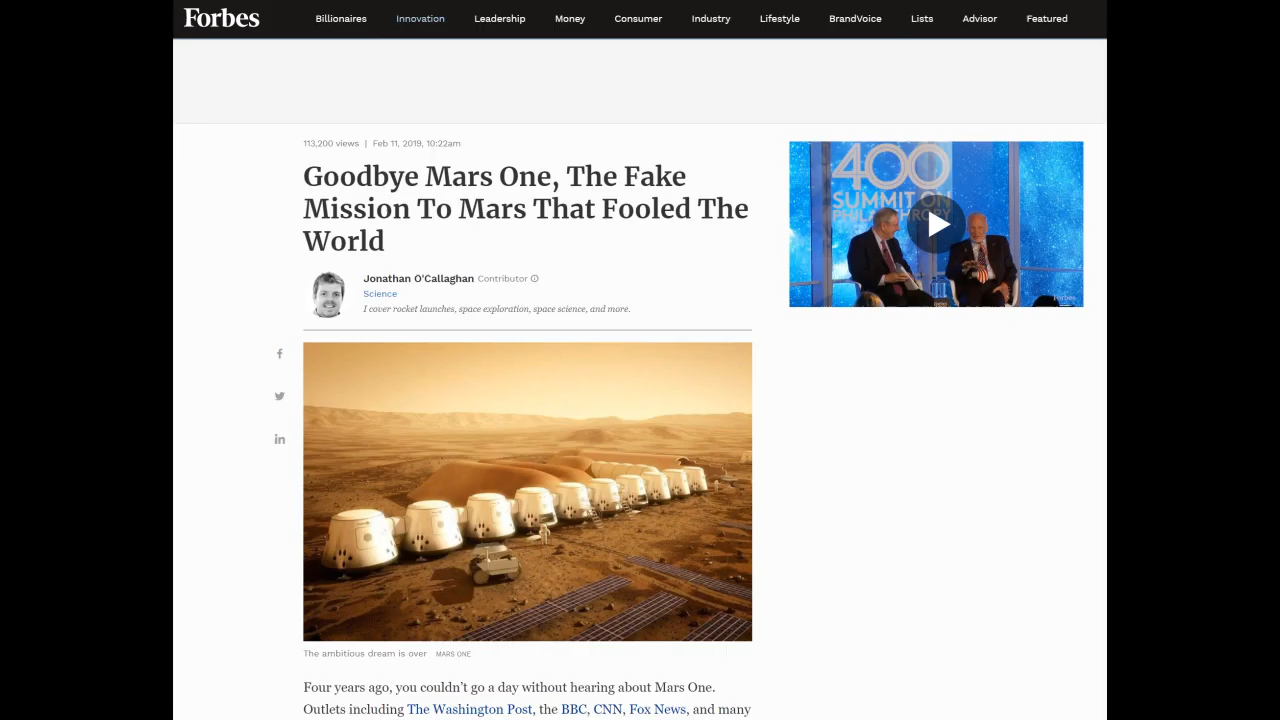 Forbes
Billionaires Innovation Leadership Money Consumer Industry Lifestyle BrandVoice Lists Advisor Featured
113,200 views | Feb 11, 2019, 10:22am
Goodbye Mars One, The Fake
Mission To Mars That Fooled The
World
Jonathan O'Callaghan Contributor
Science
I cover rocket launches, space exploration, space science, and more.
400
SUMMIT ON
PHILANTHROPY
Forbes
The ambitious dream is over MARS ONE
Four years ago, you couldn’t go a day without hearing about Mars One.
Outlets including The Washington Post, the BBC, CNN, Fox News, and many